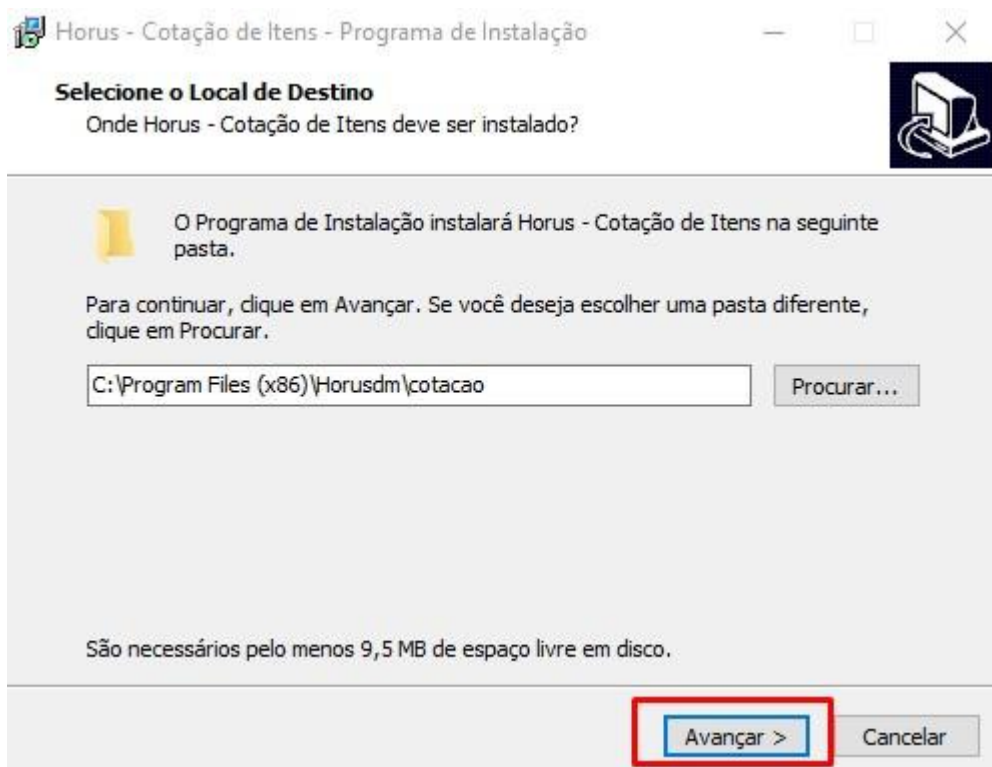 Horus - Cotação de Itens - Programa de Instalação
Selecione o Local de Destino
Onde Horus - Cotação de Itens deve ser instalado?
O Programa de Instalação instalará Horus - Cotação de Itens na seguinte
pasta.
Para continuar, clique em Avançar. Se você deseja escolher uma pasta diferente,
clique em Procurar.
C:\Program Files (x86)\Horusdm\cotacao
Procurar...
São necessários pelo menos 9,5 MB de espaço livre em disco.
Avançar >
Cancelar